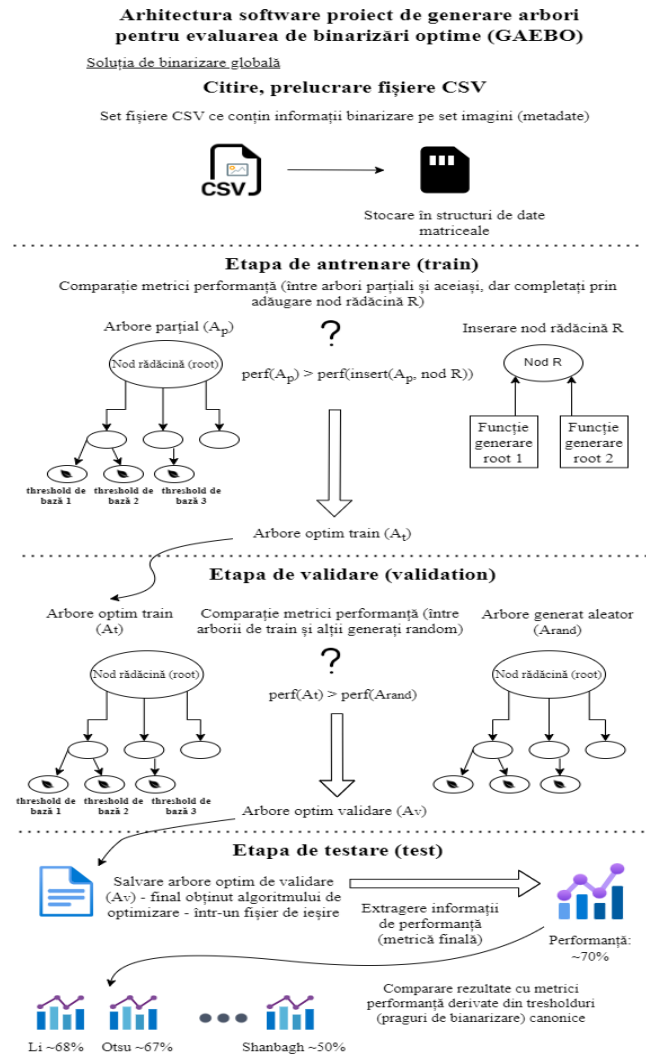 Arhitectura software proiect de generare arbori
pentru evaluarea de binarizări optime (GAEBO)
Soluția de binarizare globală
Citire, prelucrare fișiere CSV
Set fișiere CSV ce conțin informații binarizare pe set imagini (metadate)
CSV
Stocare în structuri de date
matriceale
Etapa de antrenare (train)
Comparație metrici performanță (între arbori parțiali și aceiași, dar completați prin
adăugare nod rădăcină R)
Arbore parțial (Ap)
?
Inserare nod rădăcină R
Nod rădăcină (root)
perf(Ap) > perf(insert(Ap, nod R))
Nod R
Funcție
generare
root 1
Funcție
generare
root 2
threshold de
bază 1
threshold de
bază 2
threshold de
bază 3
Arbore optim train (At)
Etapa de validare (validation)
Arbore optim train
(At)
Comparație metrici performanță (între
arborii de train și alții generați random)
Arbore generat aleator
(Arand)
?
Nod rădăcină (root)
perf(At) > perf(Arand)
Nod rădăcină (root)
threshold de
bază 1
threshold de
bază 2
threshold de
bază 3
Arbore optim validare (Av)
Etapa de testare (test)
Salvare arbore optim de validare
(Av) - final obținut algoritmului de
optimizare - într-un fișier de ieșire
Extragere informații
de performanță
(metrică finală)
Performanță:
~70%
Comparare rezultate cu metrici
performanță derivate din tresholduri
(praguri de bianarizare) canonice
Li ~68%
Otsu ~67%
Shanbagh ~50%